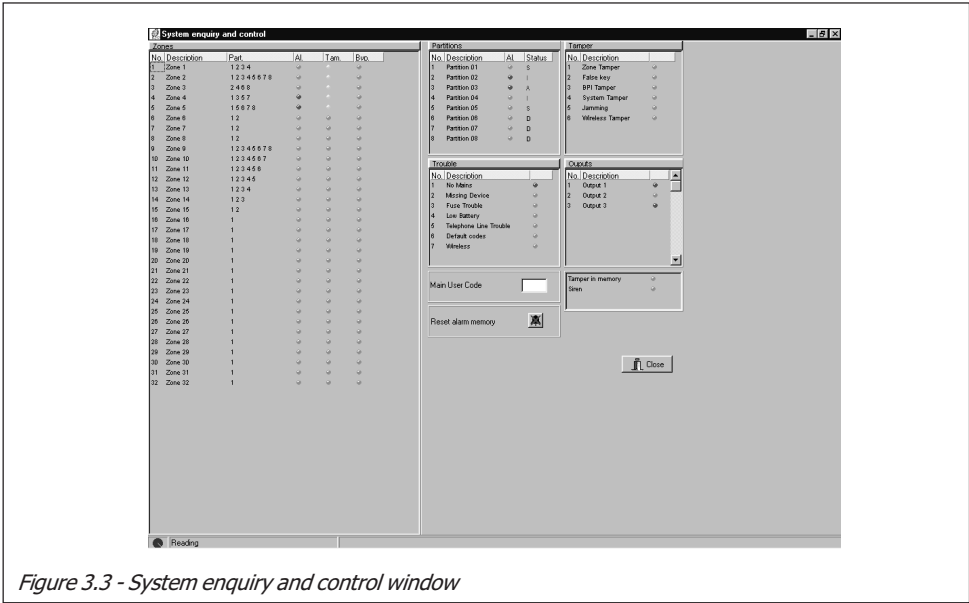 System enquiry and control
Zones
No. Description Part. Al. Tam. Byp.
1 Zone 1 1 2 3 4
2 Zone 2 1 2 3 4 5 6 7 8
3 Zone 3 2 4 6 8
4 Zone 4 1 3 5 7
5 Zone 5 1 5 6 7 8
6 Zone 6 1 2
7 Zone 7 1 2
8 Zone 8 1 2
9 Zone 9 1 2 3 4 5 6 7 8
10 Zone 10 1 2 3 4 5 6 7
11 Zone 11 1 2 3 4 5 6
12 Zone 12 1 2 3 4 5
13 Zone 13 1 2 3 4
14 Zone 14 1 2 3
15 Zone 15 1 2
16 Zone 16 1
17 Zone 17 1
18 Zone 18 1
19 Zone 19 1
20 Zone 20 1
21 Zone 21 1
22 Zone 22 1
23 Zone 23 1
24 Zone 24 1
25 Zone 25 1
26 Zone 26 1
27 Zone 27 1
28 Zone 28 1
29 Zone 29 1
30 Zone 30 1
31 Zone 31 1
32 Zone 32 1
Partitions
No. Description Al. Status
1 Partition 01 S
2 Partition 02 I
3 Partition 03 A
4 Partition 04 I
5 Partition 05 S
6 Partition 06 D
7 Partition 07 D
8 Partition 08 D
Tamper
No. Description
1 Zone Tamper
2 False key
3 BPI Tamper
4 System Tamper
5 Jamming
6 Wireless Tamper
Trouble
No. Description
1 No Mains
2 Missing Device
3 Fuse Trouble
4 Low Battery
5 Telephone Line Trouble
6 Default codes
7 Wireless
Ouputs
No. Description
1 Output 1
2 Output 2
3 Output 3
Main User Code
Tamper in memory
Siren
Reset alarm memory
Close
Reading
Figure 3.3 - System enquiry and control window